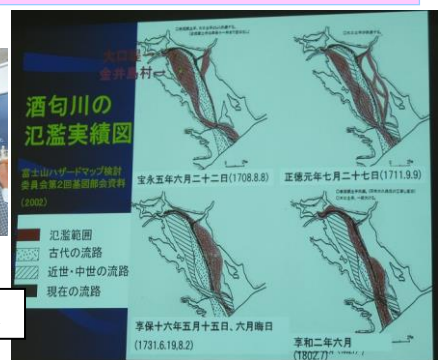 大口堤
金井島村
酒匂川の
氾濫実績図
富士山ハザードマップ検討
委員会第2回基図部会資料
(2002)
氾濫範囲
古代の流路
近世・中世の流路
現在の流路
宝永五年六月二十二日(1708.8.8)
正徳元年七月二十七日(1711.9.9)
享保十六年五月十五日、六月晦日
(1731.6.19,8.2)
享和二年六月
(1802.7)